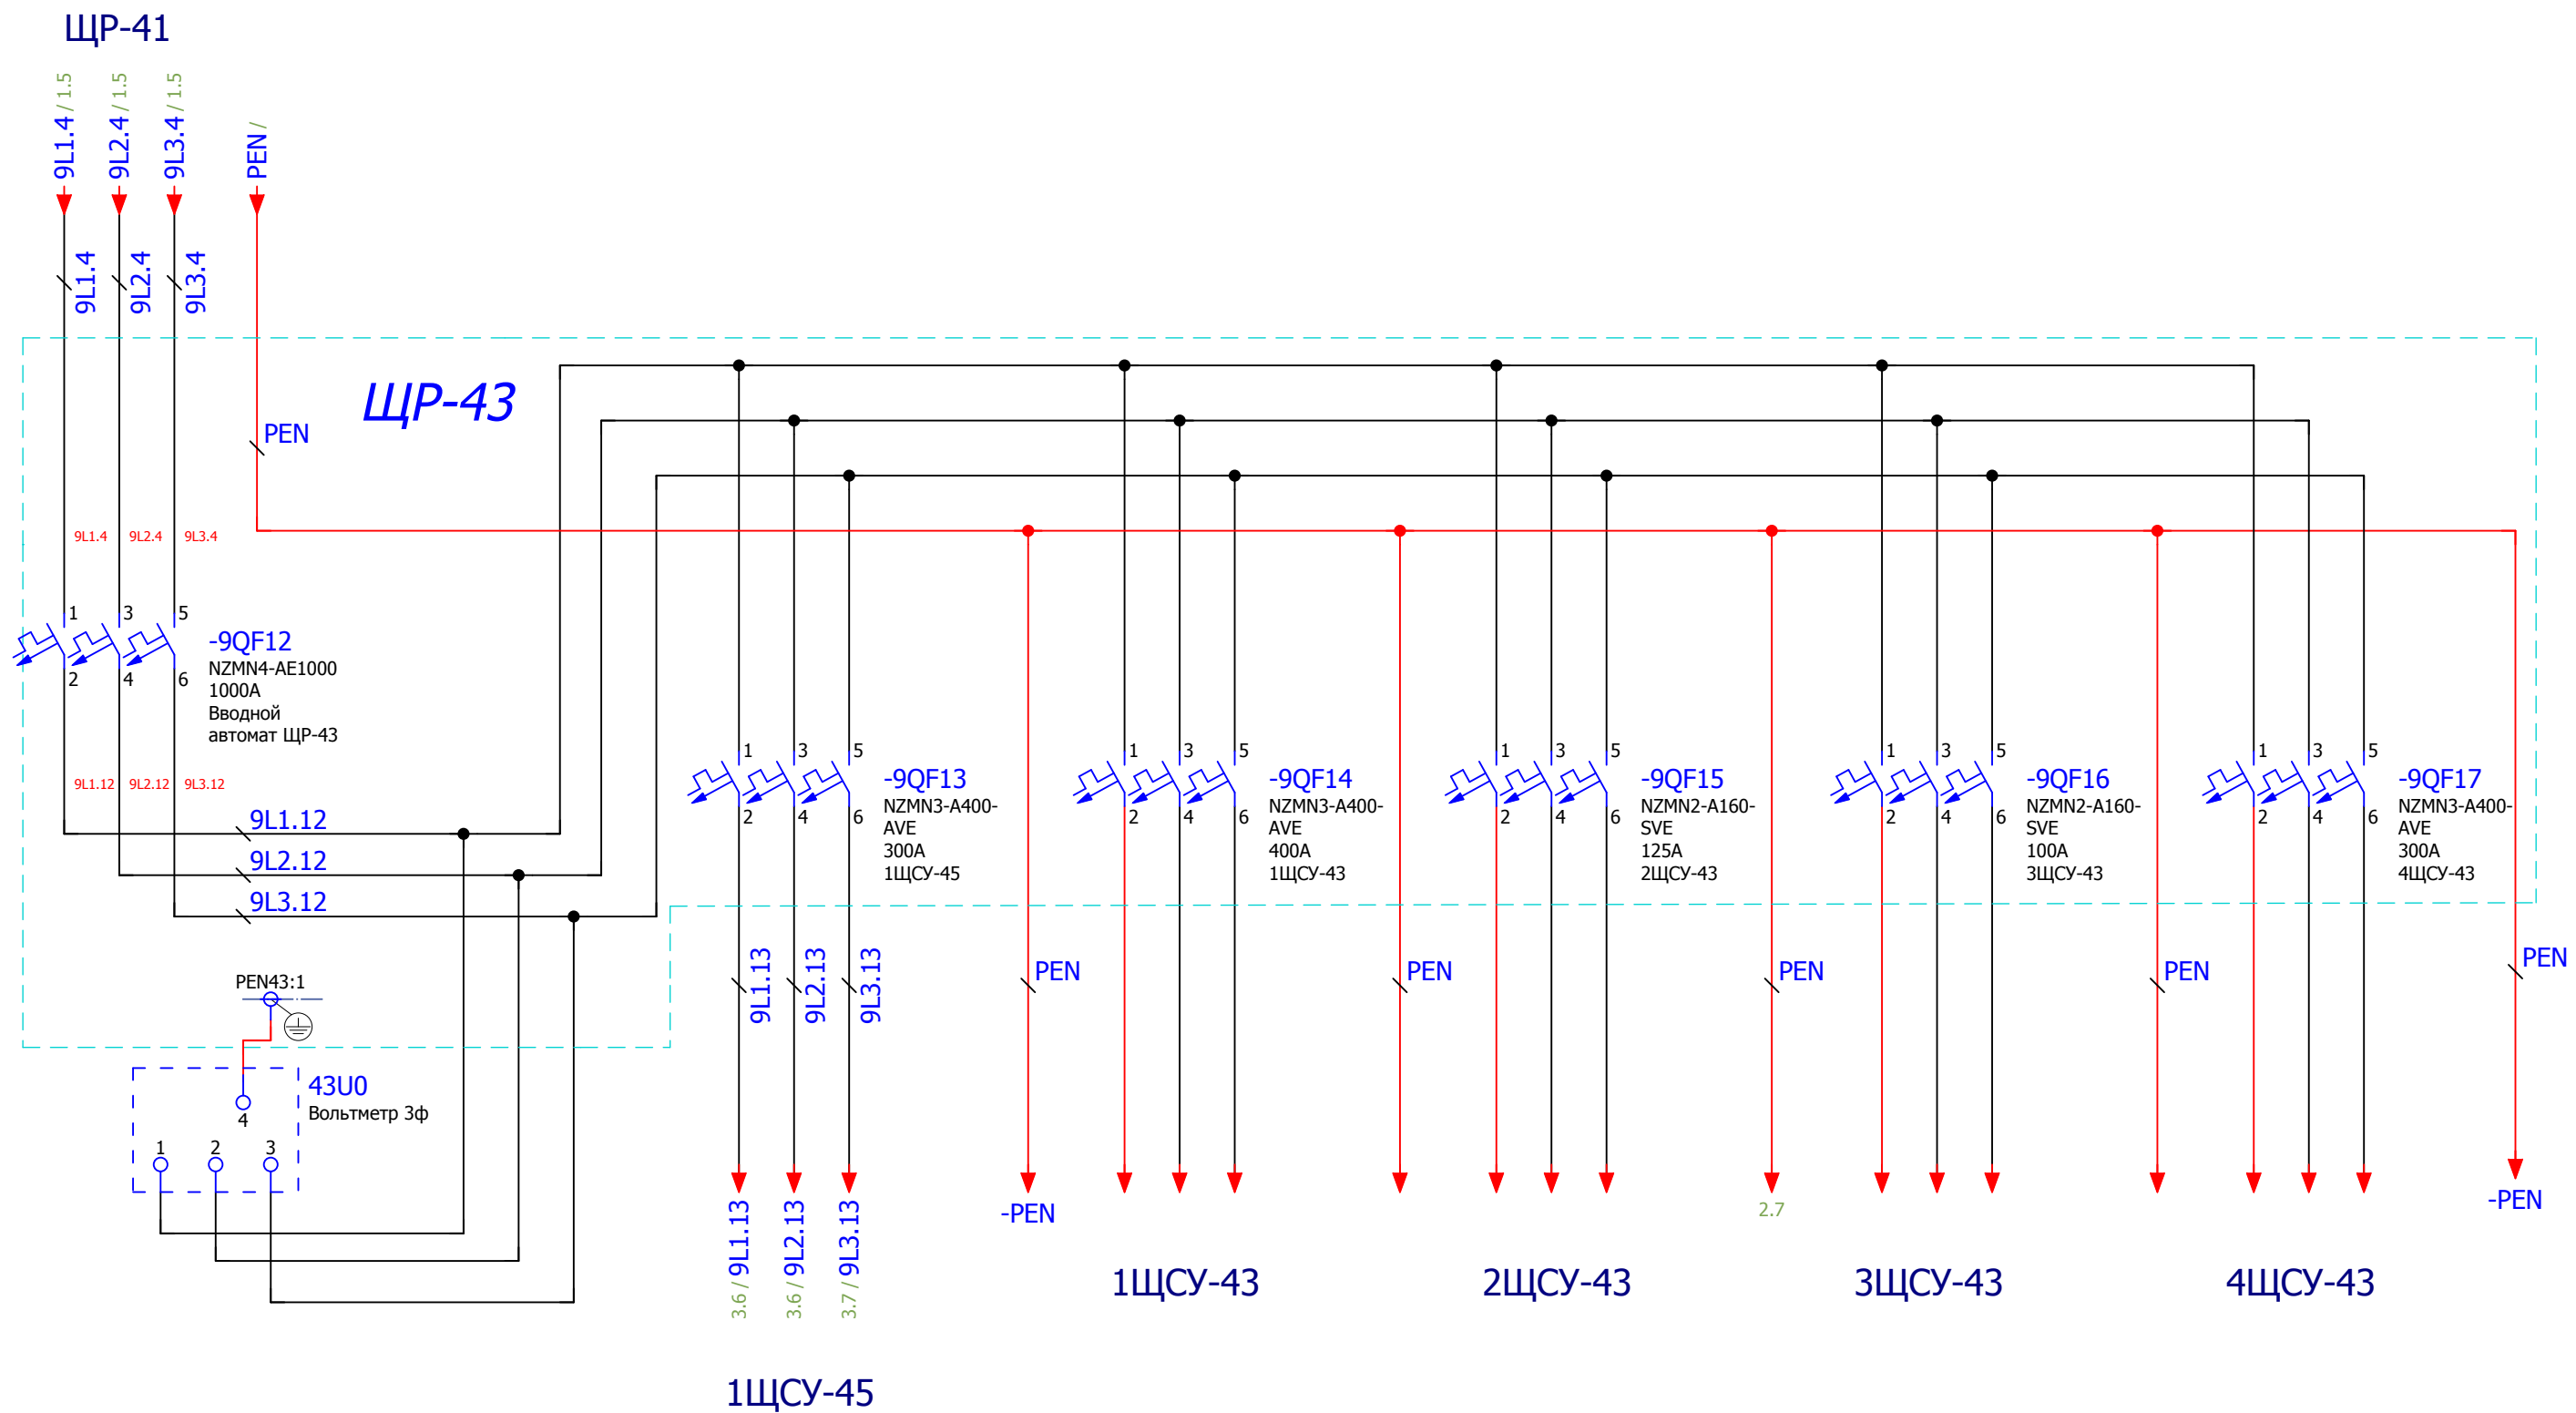 ЩР-41
9L1.4 / 1.5
9L2.4 / 1.5
9L3.4 / 1.5
PEN /
9L1.4
9L2.4
9L3.4
ЩР-43
PEN
9L1.4
9L2.4
9L3.4
1
3
5
-9QF12
NZMN4-AE1000
1000A
Вводной
автомат ЩР-43
2
4
6
9L1.12
9L2.12
9L3.12
9L1.12
9L2.12
9L3.12
1
3
5
-9QF13
NZMN3-A400-
AVE
300A
1ЩСУ-45
2
4
6
1
3
5
-9QF14
NZMN3-A400-
AVE
400A
1ЩСУ-43
2
4
6
1
3
5
-9QF15
NZMN2-A160-
SVE
125A
2ЩСУ-43
2
4
6
1
3
5
-9QF16
NZMN2-A160-
SVE
100A
3ЩСУ-43
2
4
6
1
3
5
-9QF17
NZMN3-A400-
AVE
300A
4ЩСУ-43
2
4
6
PEN43:1
9L1.13
9L2.13
9L3.13
PEN
PEN
PEN
PEN
PEN
43U0
Вольтметр 3ф
4
1
2
3
3.6 / 9L1.13
3.6 / 9L2.13
3.7 / 9L3.13
-PEN
2.7
-PEN
1ЩСУ-43
2ЩСУ-43
3ЩСУ-43
4ЩСУ-43
1ЩСУ-45